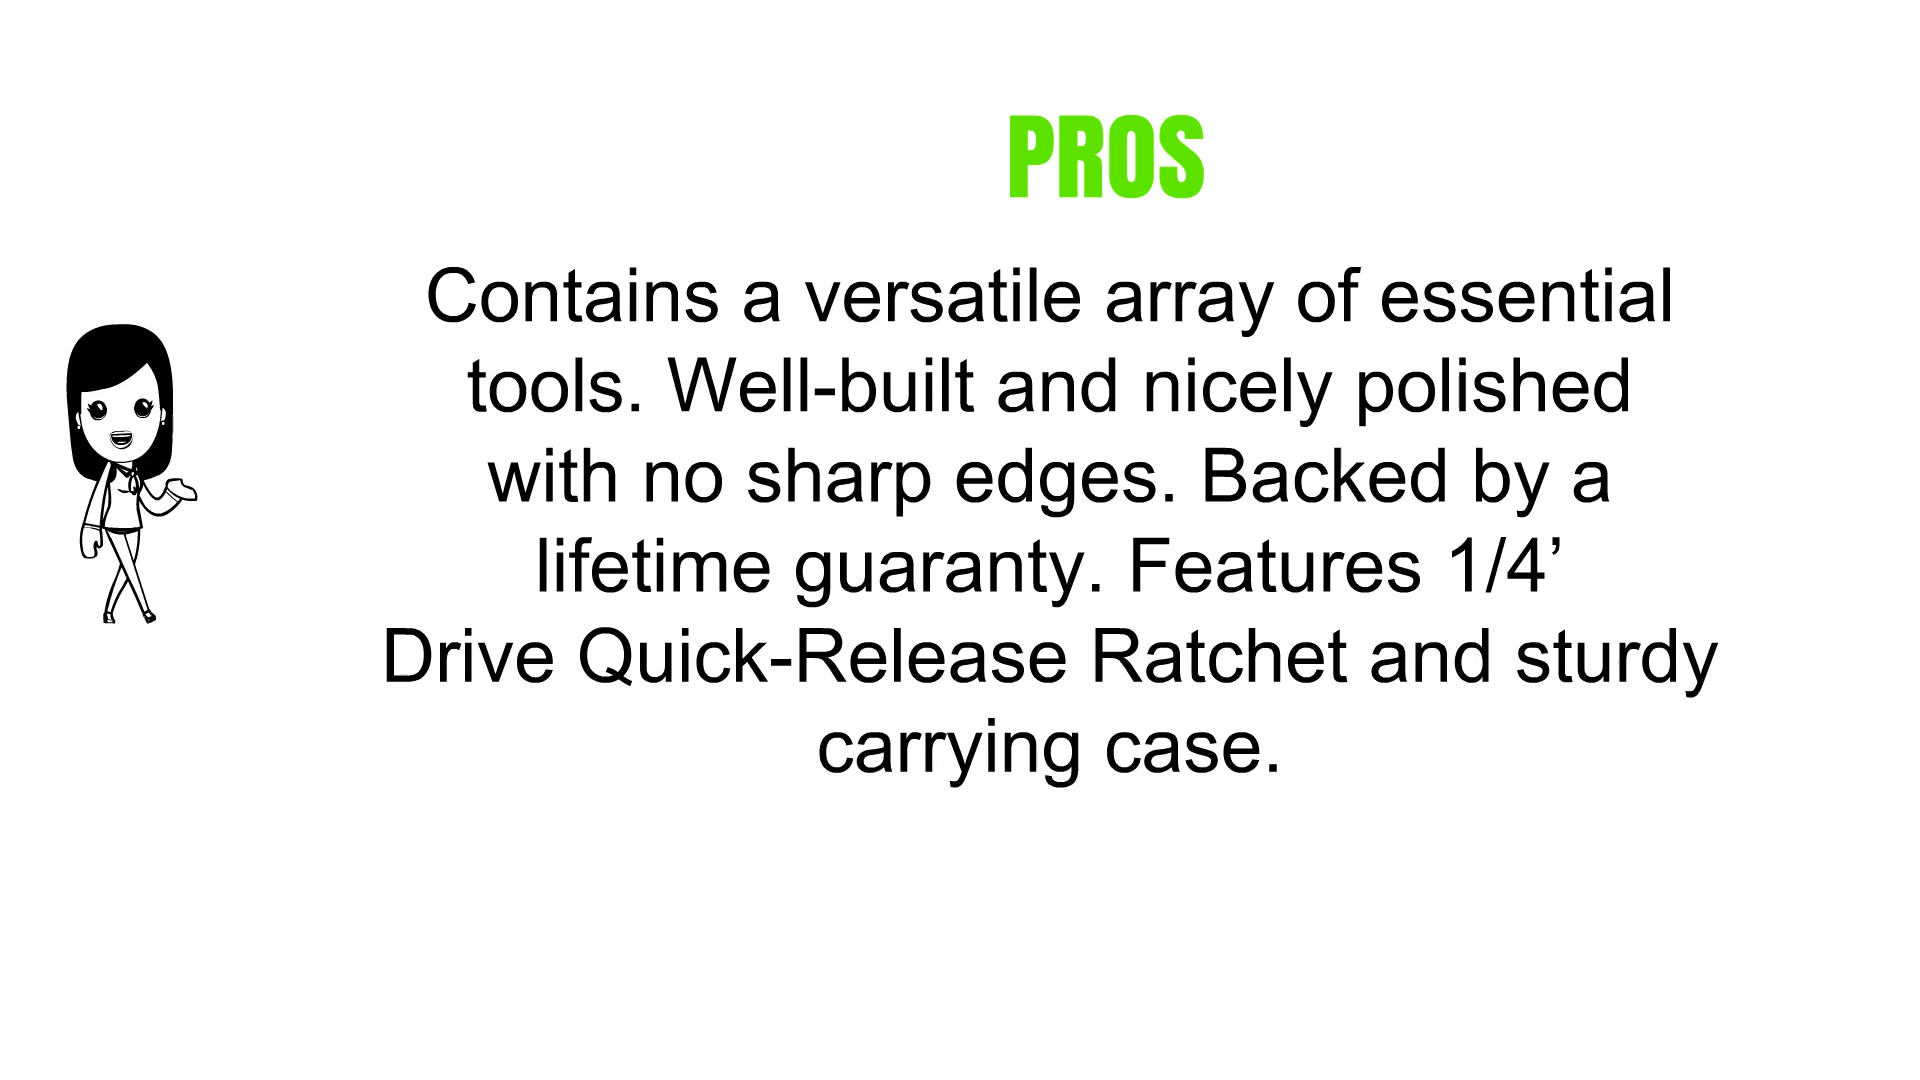 PROS
Contains a versatile array of essential
tools. Well-built and nicely polished
with no sharp edges. Backed by a
lifetime guaranty. Features 1/4’
Drive Quick-Release Ratchet and sturdy
carrying case.